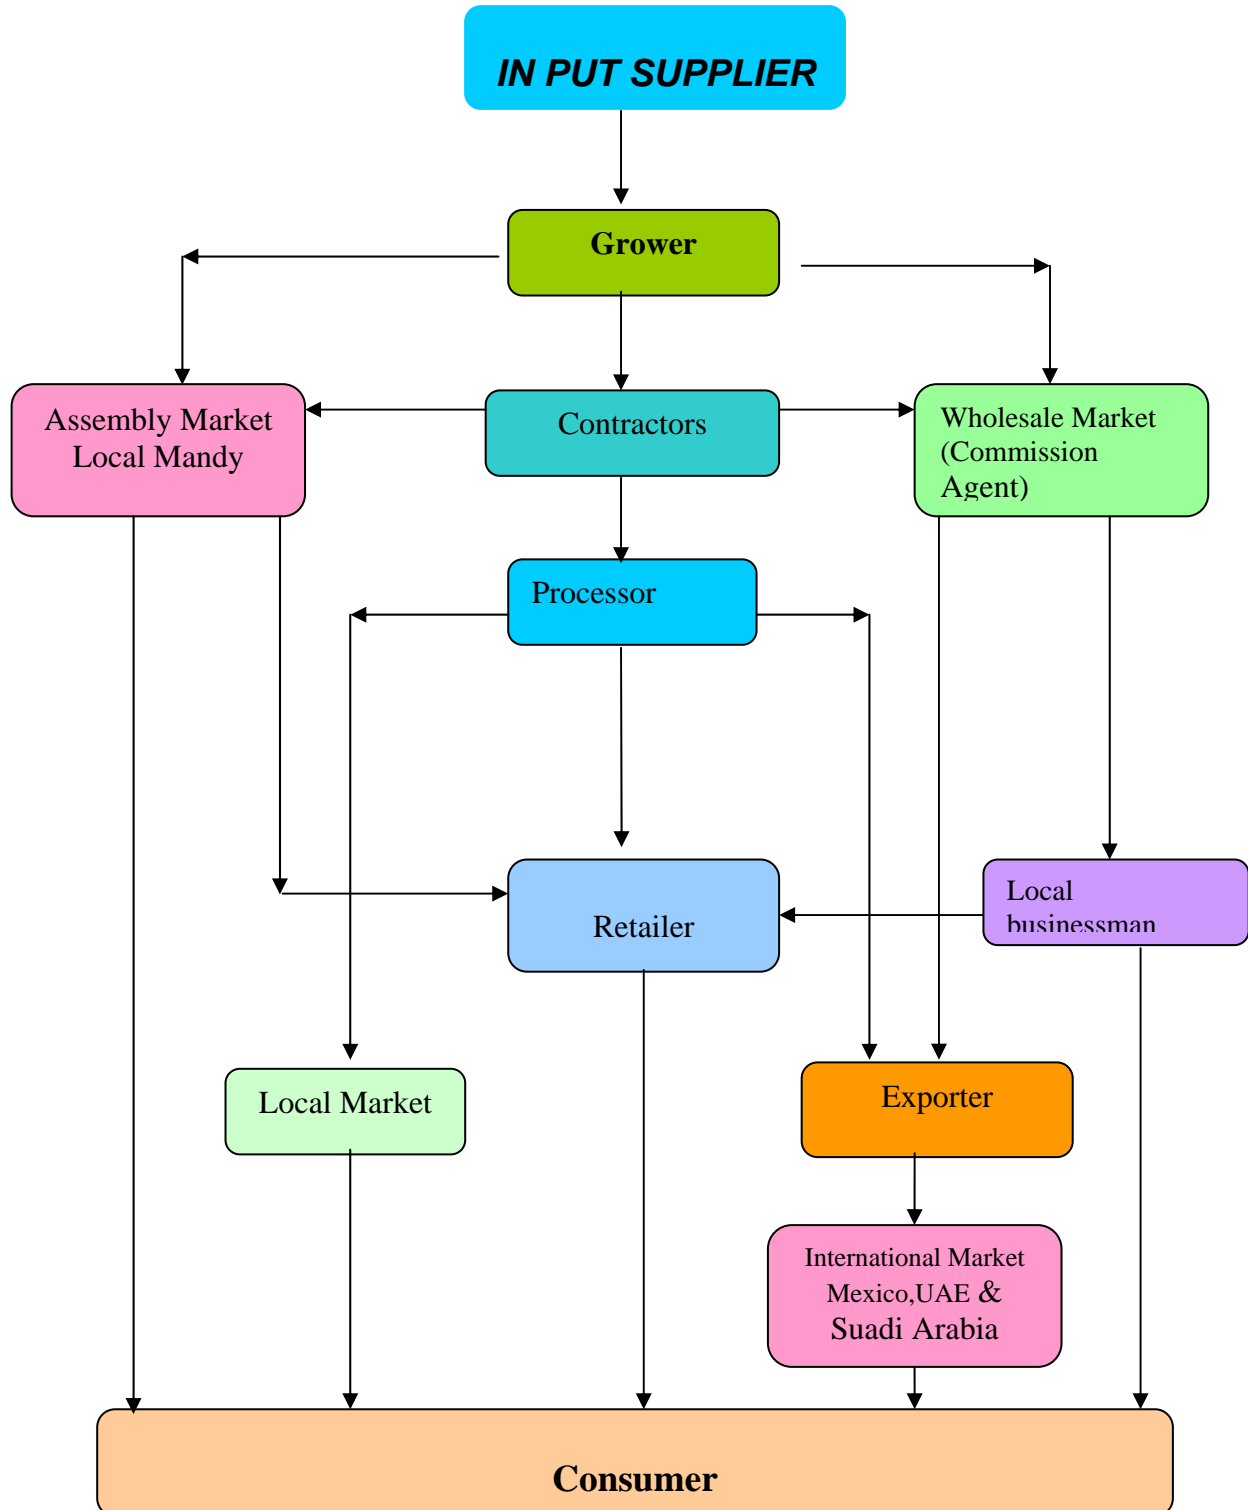 IN PUT SUPPLIER
Grower
Assembly Market
Local Mandy
Contractors
Wholesale Market
(Commission
Agent)
Processor
Retailer
Local
businessman
Local Market
Exporter
International Market
Mexico,UAE &
Suadi Arabia
Consumer